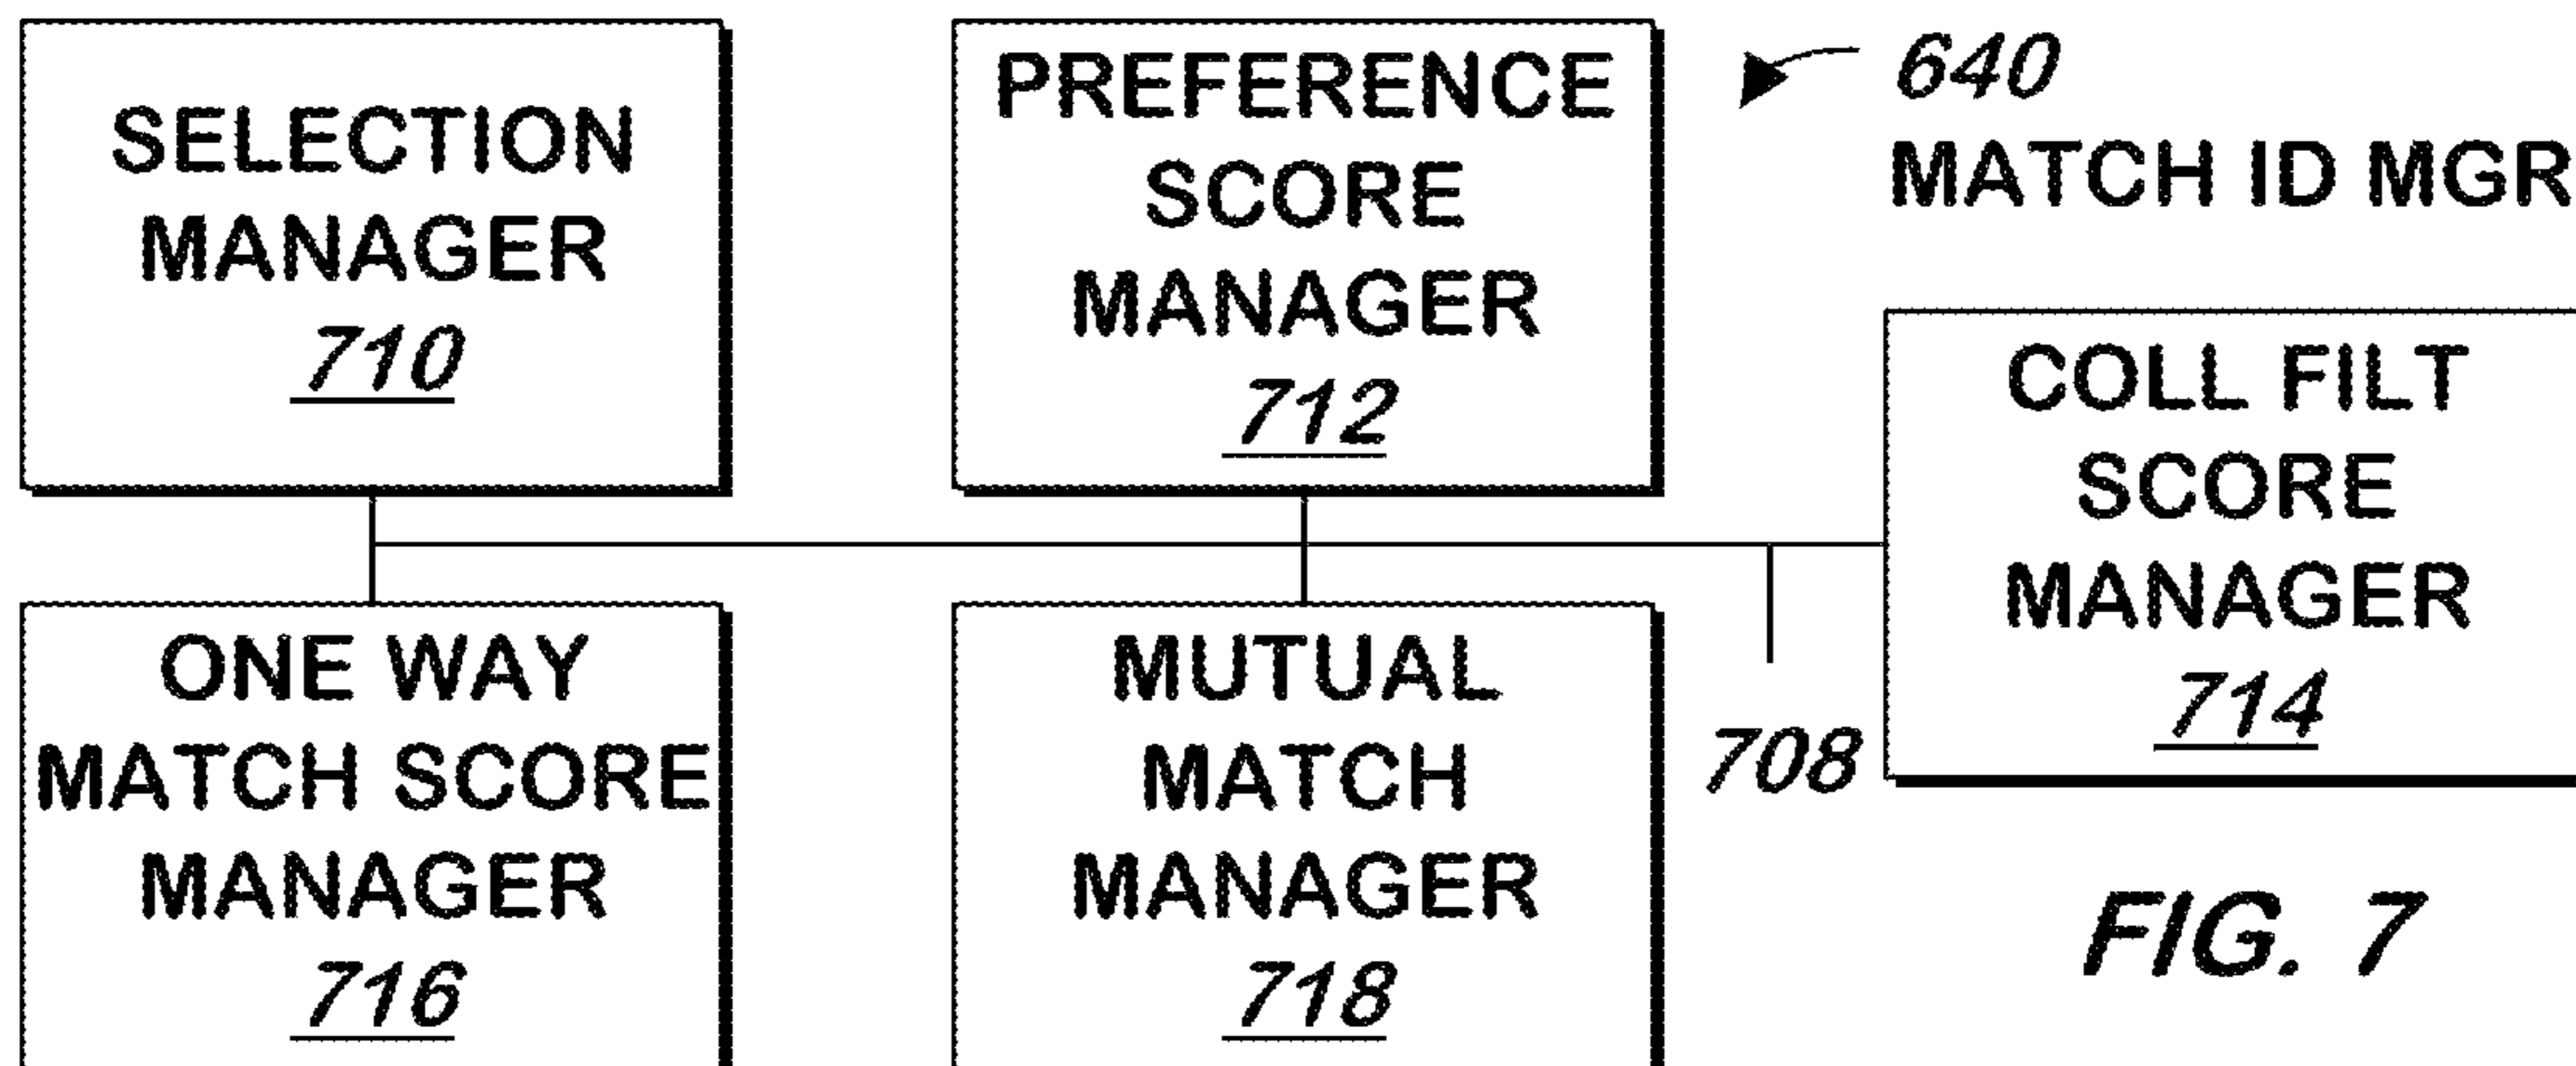 SELECTION
MANAGER
710
PREFERENCE
SCORE
MANAGER
712
640
MATCH ID MGR
COLL FILT
SCORE
MANAGER
714
ONE WAY
MATCH SCORE
MANAGER
716
MUTUAL
MATCH
MANAGER
718
708
FIG. 7